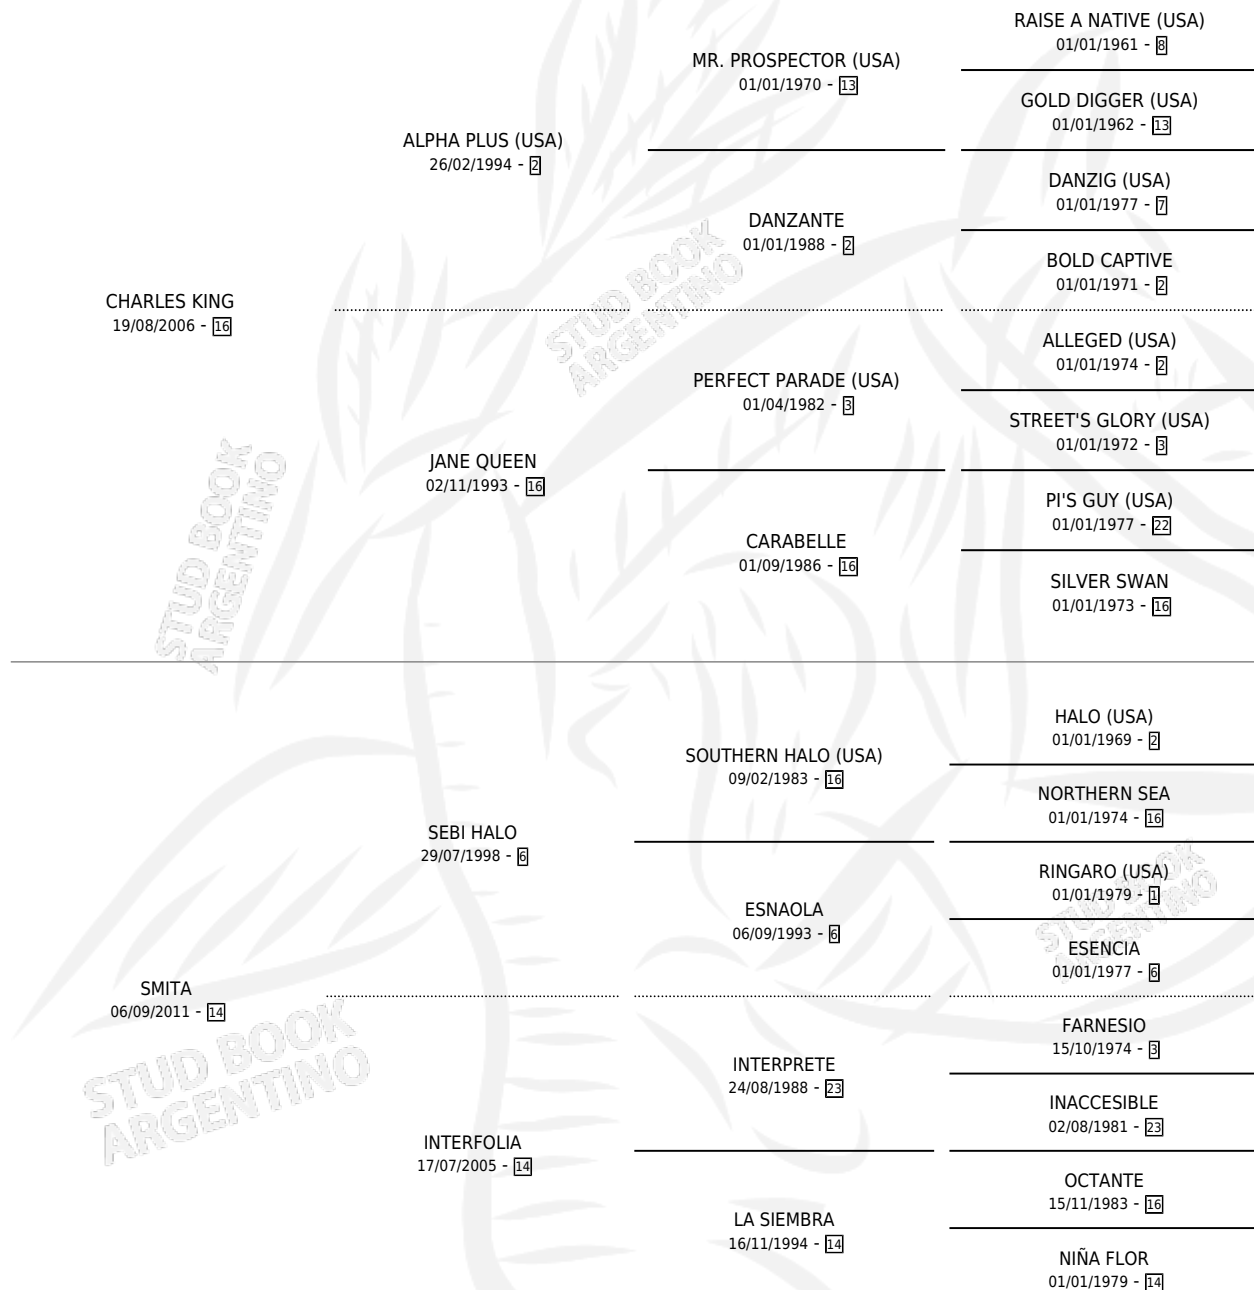 RAISE A NATIVE (USA)
01/01/1961 - 8
MR. PROSPECTOR (USA)
01/01/1970 - 13
GOLD DIGGER (USA)
01/01/1962 - 13
ALPHA PLUS (USA)
26/02/1994 - 2
DANZIG (USA)
01/01/1977 - 7
DANZANTE
01/01/1988 - 2
BOLD CAPTIVE
01/01/1971 - 2
CHARLES KING
19/08/2006 - 16
ALLEGED (USA)
01/01/1974 - 2
PERFECT PARADE (USA)
01/04/1982 - 3
STREET'S GLORY (USA)
01/01/1972 - 3
JANE QUEEN
02/11/1993 - 16
PI'S GUY (USA)
01/01/1977 - 22
CARABELLE
01/09/1986 - 16
SILVER SWAN
01/01/1973 - 16
HALO (USA)
01/01/1969 - 2
SOUTHERN HALO (USA)
09/02/1983 - 16
NORTHERN SEA
01/01/1974 - 16
SEBI HALO
29/07/1998 - 6
RINGARO (USA)
01/01/1979 - 1
ESNAOLA
06/09/1993 - 6
ESENCIA
01/01/1977 - 6
SMITA
06/09/2011 - 14
FARNESIO
15/10/1974 - 3
INTERPRETE
24/08/1988 - 23
INACCESIBLE
02/08/1981 - 23
INTERFOLIA
17/07/2005 - 14
OCTANTE
15/11/1983 - 16
LA SIEMBRA
16/11/1994 - 14
NIÑA FLOR
01/01/1979 - 14
STUD BOOK
ARGENTINO
STUD BOOK
ARGENTINO
STUD BOOK
ARGENTINO
STUD BOOK
ARGENTINO